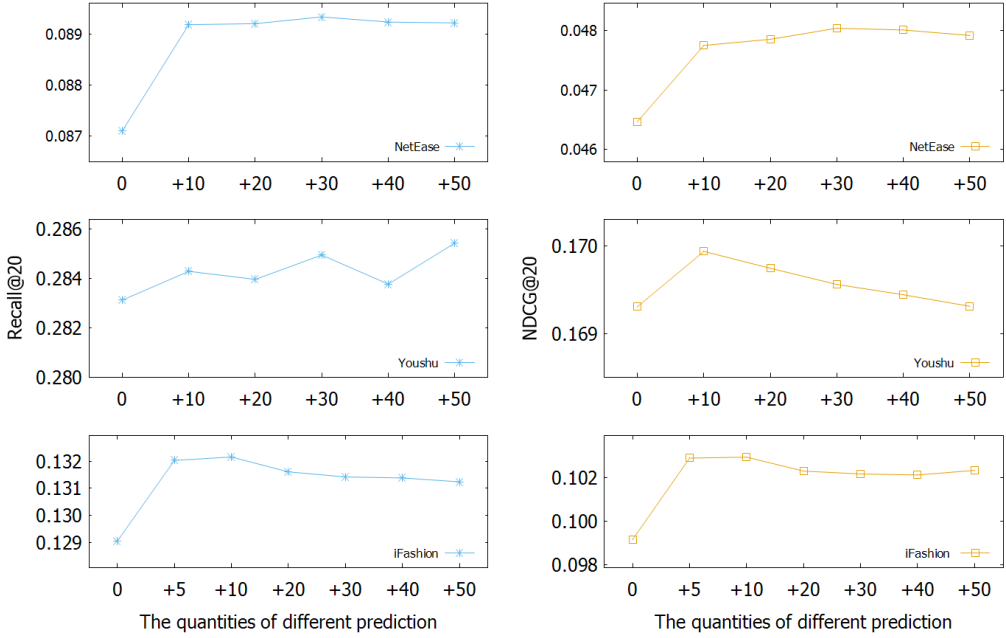 0.089
0.088
0.087
NetEase
0 +10 +20 +30 +40 +50
0.048
0.047
0.046
NetEase
0 +10 +20 +30 +40 +50
Recall@20
0.286
0.284
0.282
0.280
Youshu
0 +10 +20 +30 +40 +50
NDCG@20
0.170
0.169
Youshu
0 +10 +20 +30 +40 +50
0.132
0.131
0.130
0.129
iFashion
0 +5 +10 +20 +30 +40 +50
The quantities of different prediction
0.102
0.100
0.098
iFashion
0 +5 +10 +20 +30 +40 +50
The quantities of different prediction